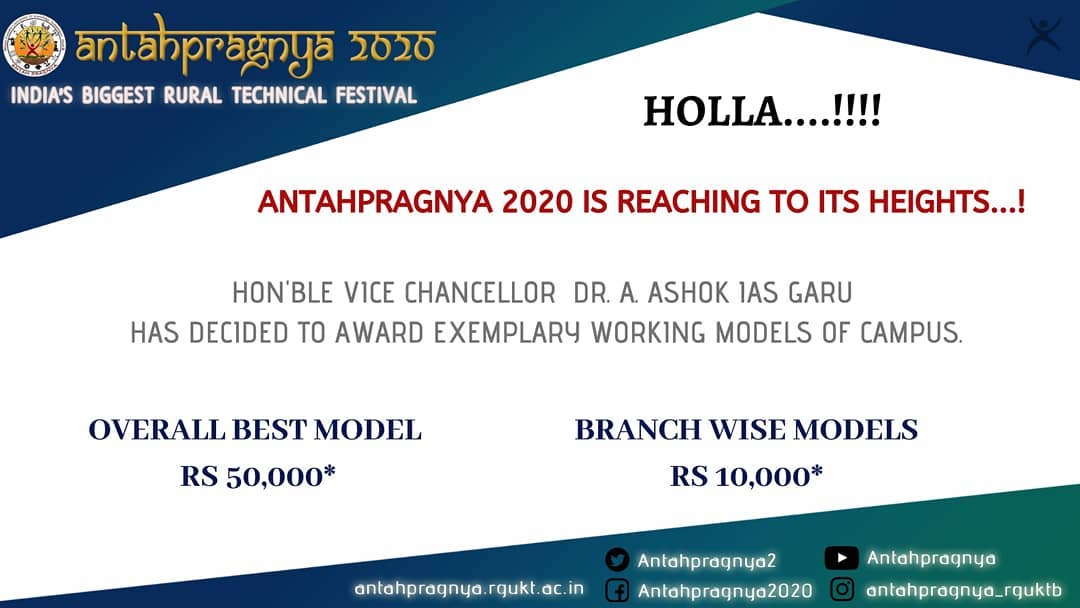 antahpragnya 2020
INDIA'S BIGGEST RURAL TECHNICAL FESTIVAL
HOLLA....!!!!
ANTAHPRAGNYA 2020 IS REACHING TO ITS HEIGHTS...!
HON'BLE VICE CHANCELLOR DR. A. ASHOK IAS GARU
HAS DECIDED TO AWARD EXEMPLARY WORKING MODELS OF CAMPUS.
OVERALL BEST MODEL
RS 50,000*
BRANCH WISE MODELS
RS 10,000*
antahpragnya.rgukt.ac.in
Antahpragnya2
Antahpragnya2020
Antahpragnya
antahpragnya_rguktb